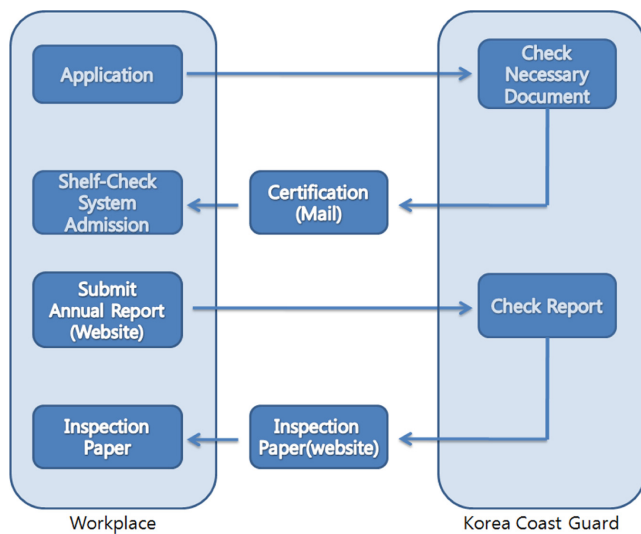 Application
Check
Necessary
Document
Shelf-Check
System
Admission
Certification
(Mail)
Submit
Annual Report
(Website)
Check Report
Inspection
Paper
Inspection
Paper(website)
Workplace
Korea Coast Guard